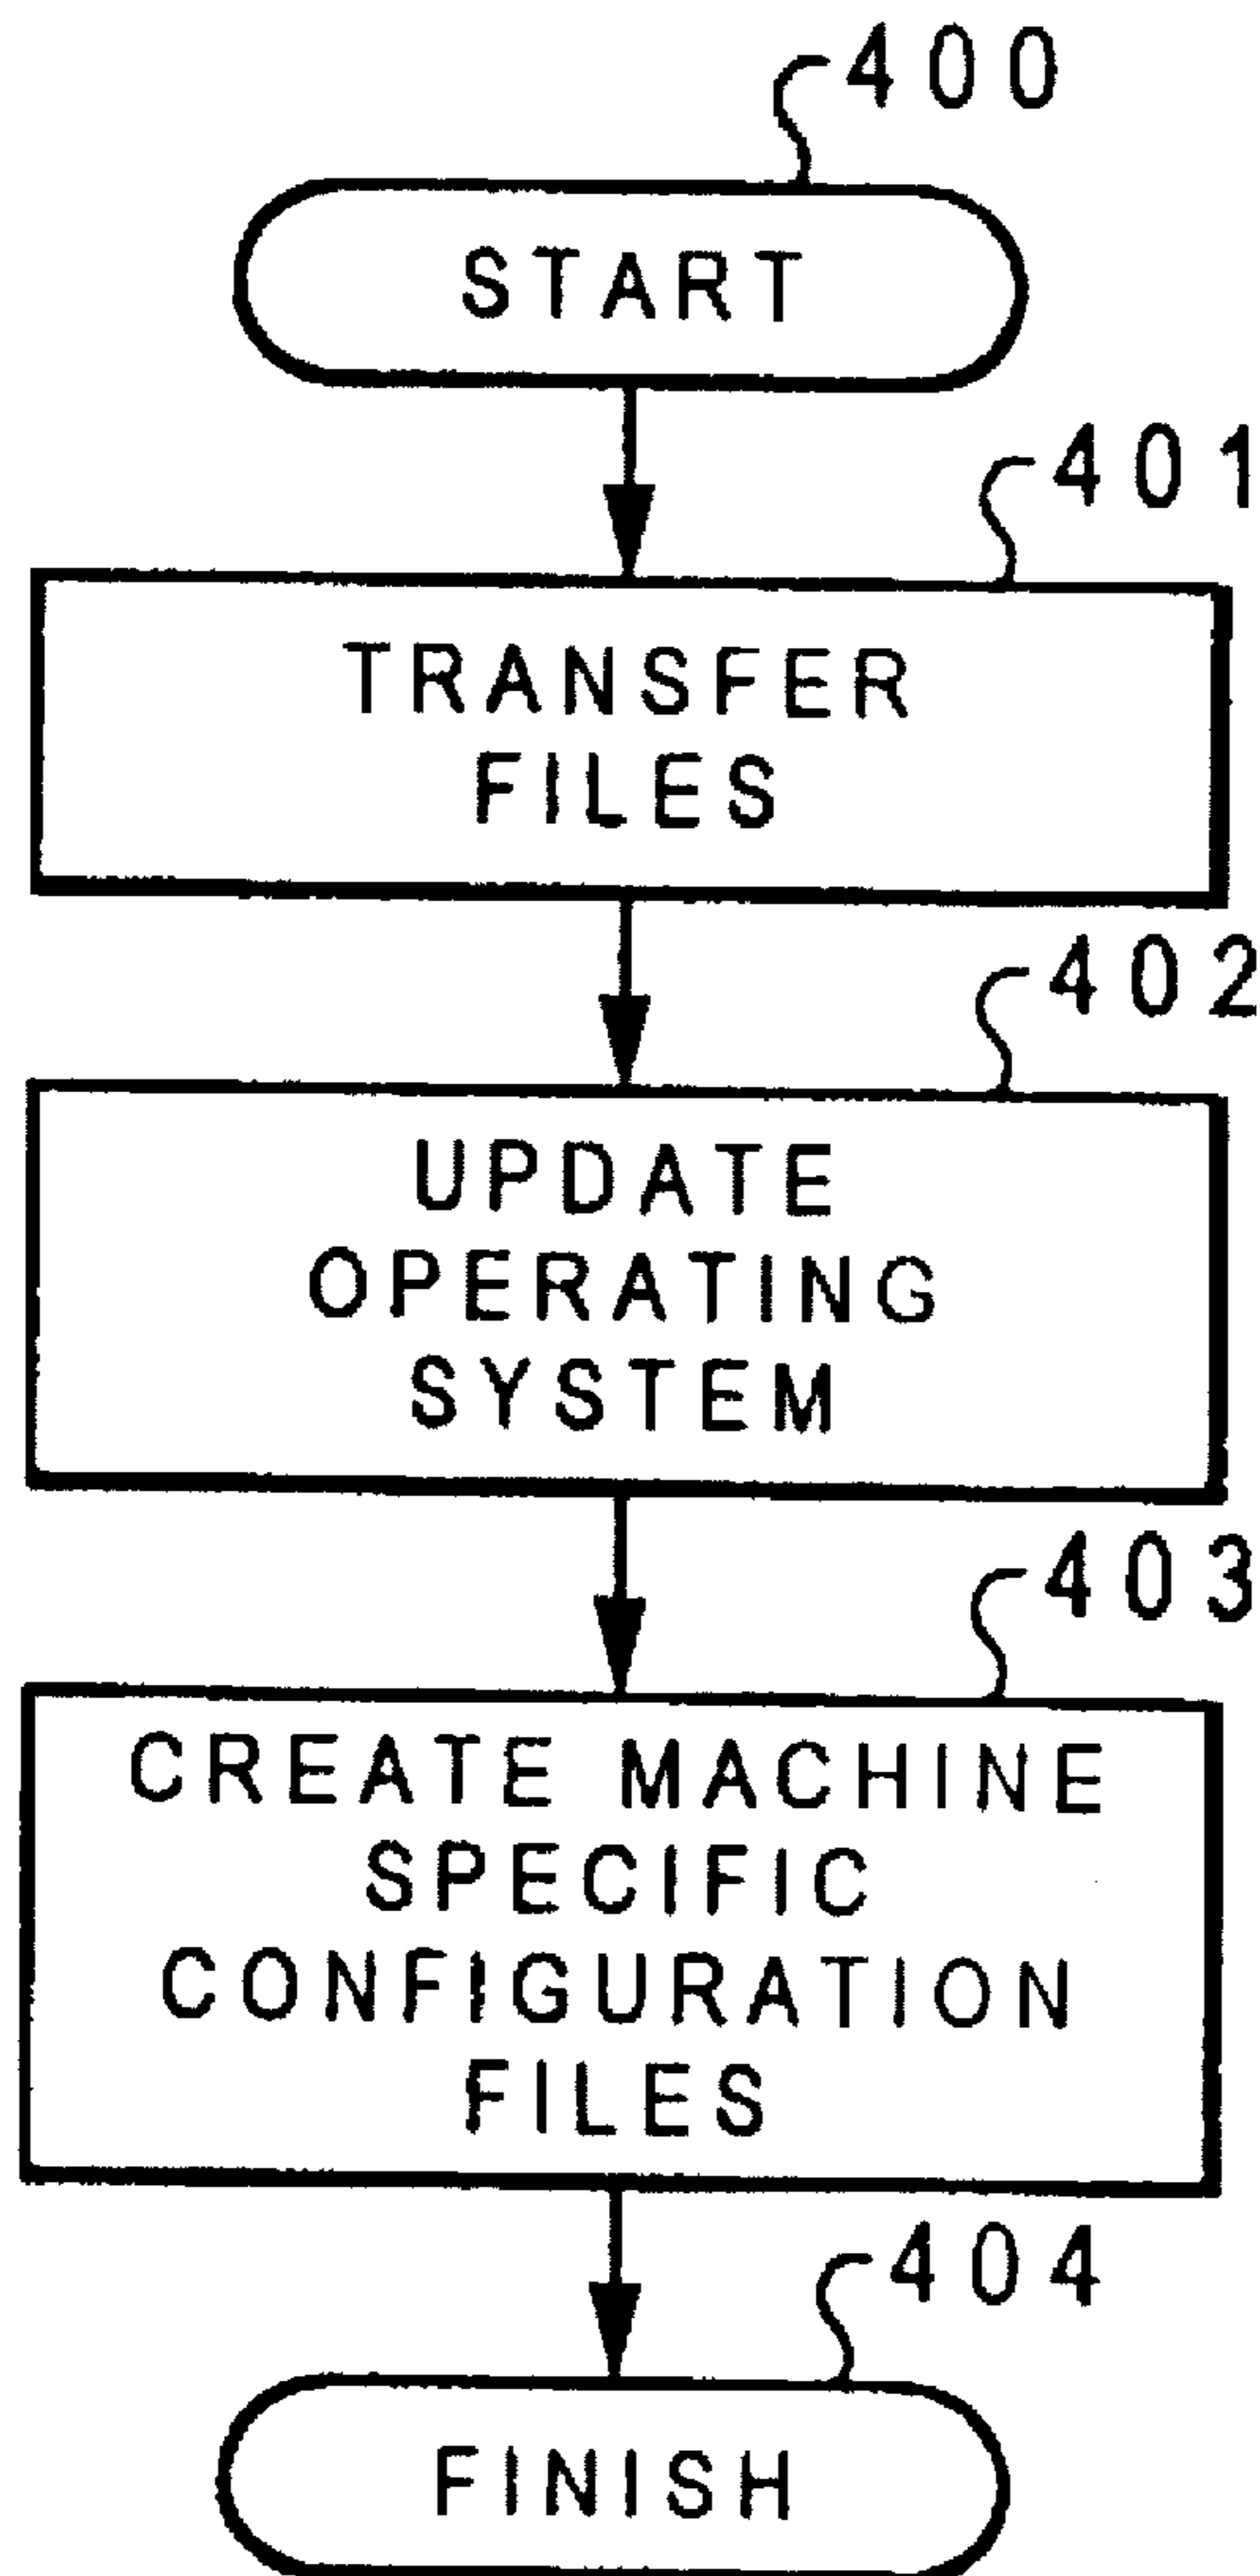 400
START
401
TRANSFER
FILES
402
UPDATE
OPERATING
SYSTEM
403
CREATE MACHINE
SPECIFIC
CONFIGURATION
FILES
404
FINISH